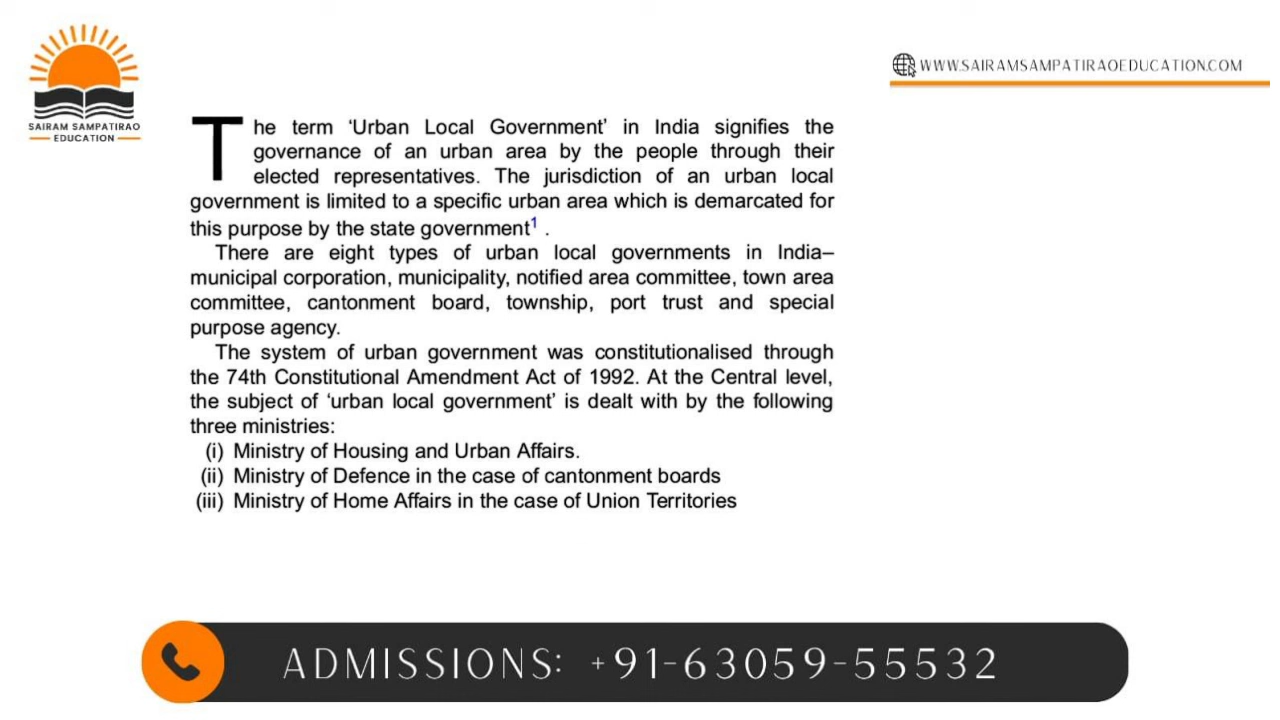 SAIRAM SAMPATIRAO
EDUCATION
WWW.SAIRAMSAMPATIRAOEDUCATION.COM
The term ‘Urban Local Government’ in India signifies the
governance of an urban area by the people through their
elected representatives. The jurisdiction of an urban local
government is limited to a specific urban area which is demarcated for
this purpose by the state government1 .
There are eight types of urban local governments in India–
municipal corporation, municipality, notified area committee, town area
committee, cantonment board, township, port trust and special
purpose agency.
The system of urban government was constitutionalised through
the 74th Constitutional Amendment Act of 1992. At the Central level,
the subject of ‘urban local government’ is dealt with by the following
three ministries:
(i) Ministry of Housing and Urban Affairs.
(ii) Ministry of Defence in the case of cantonment boards
(iii) Ministry of Home Affairs in the case of Union Territories
ADMISSIONS: +91-63059-55532